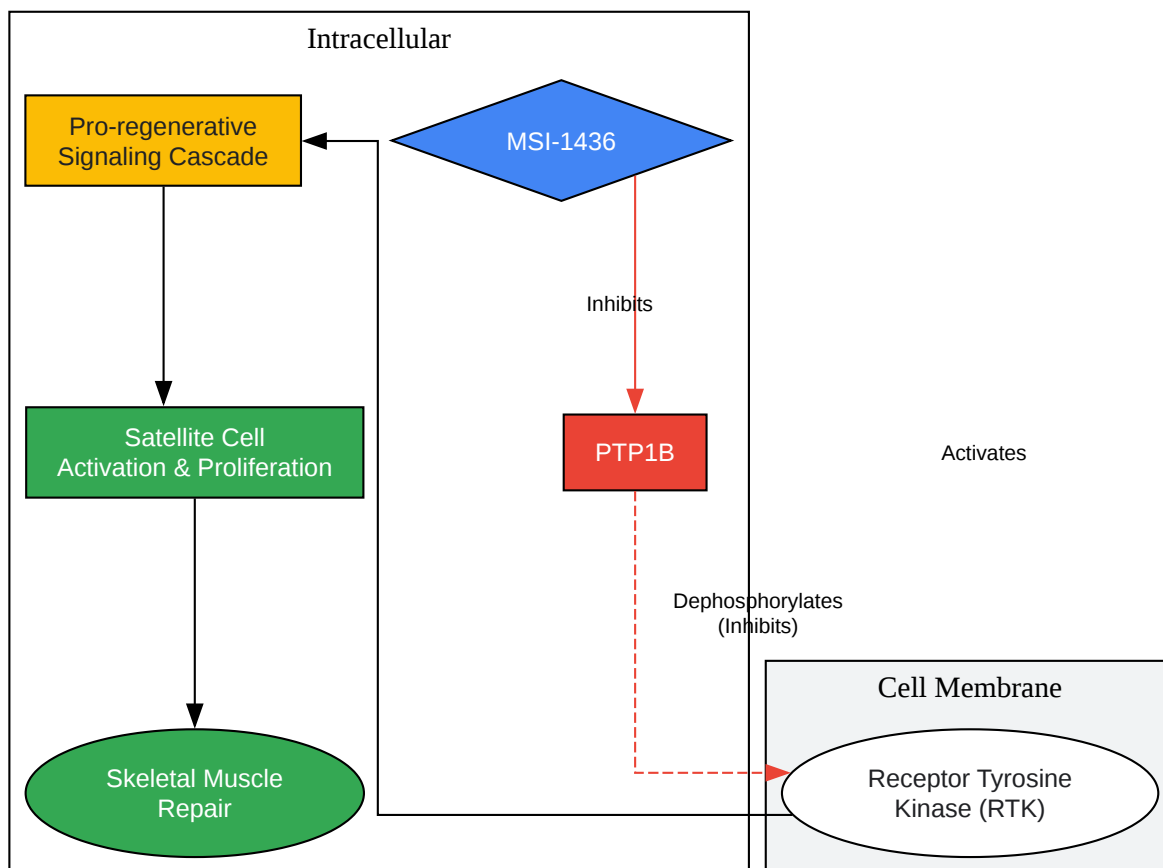 Intracellular
Pro-regenerative
Signaling Cascade
MSI-1436
Inhibits
Satellite Cell
Activation & Proliferation
PTP1B
Activates
Dephosphorylates
(Inhibits)
Cell Membrane
Skeletal Muscle
Repair
Receptor Tyrosine
Kinase (RTK)